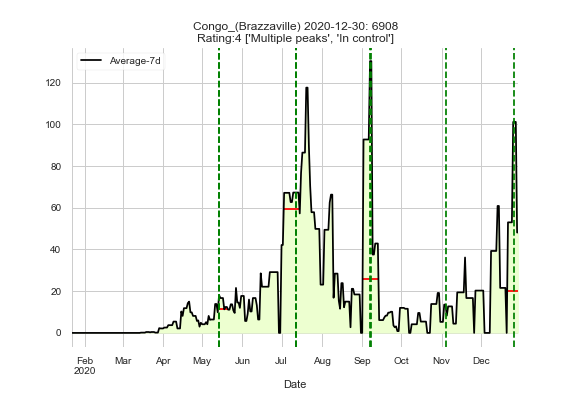 Congo_(Brazzaville) 2020-12-30: 6908
Rating:4 ['Multiple peaks', 'In control']
Average-7d
120
100
80
60
40
20
0
Feb Mar Apr May Jun Jul Aug Sep Oct Nov Dec
2020
Date